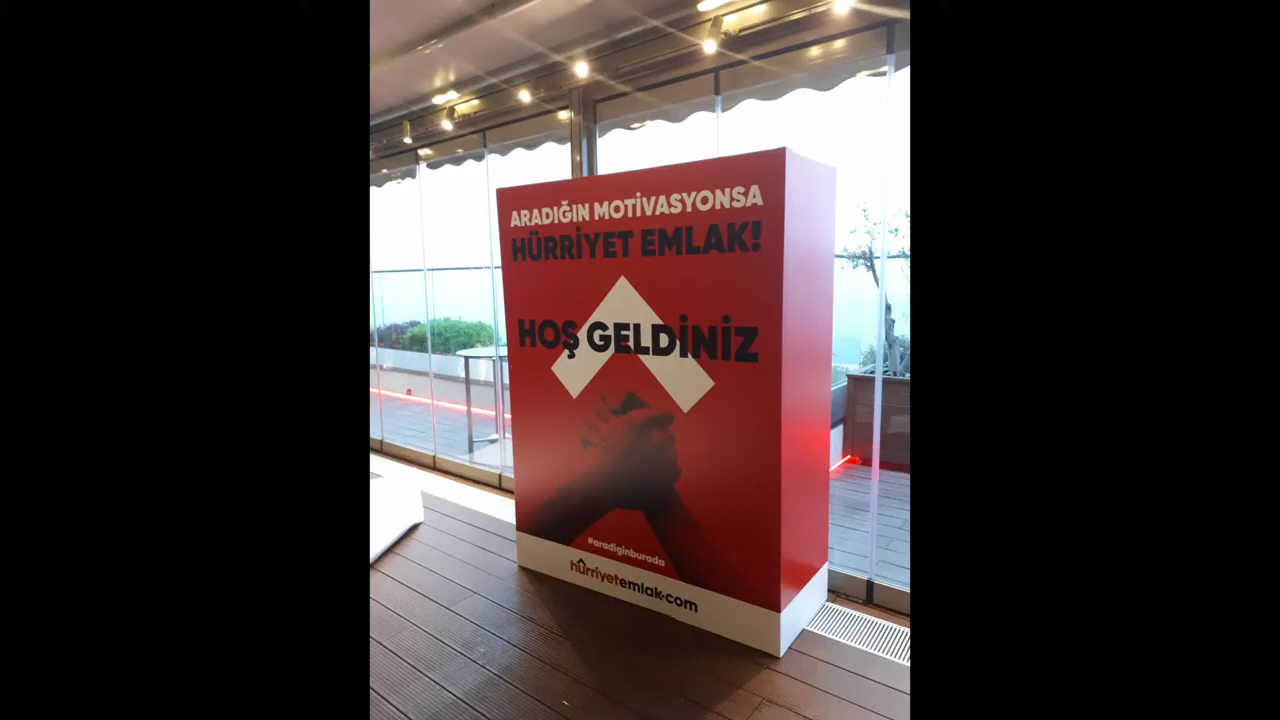 ARADIĞIN MOTİVASYONSA
HÜRRİYET EMLAK!
HOŞ GELDİNİZ
#aradiginburada
hürriyetemlak.com